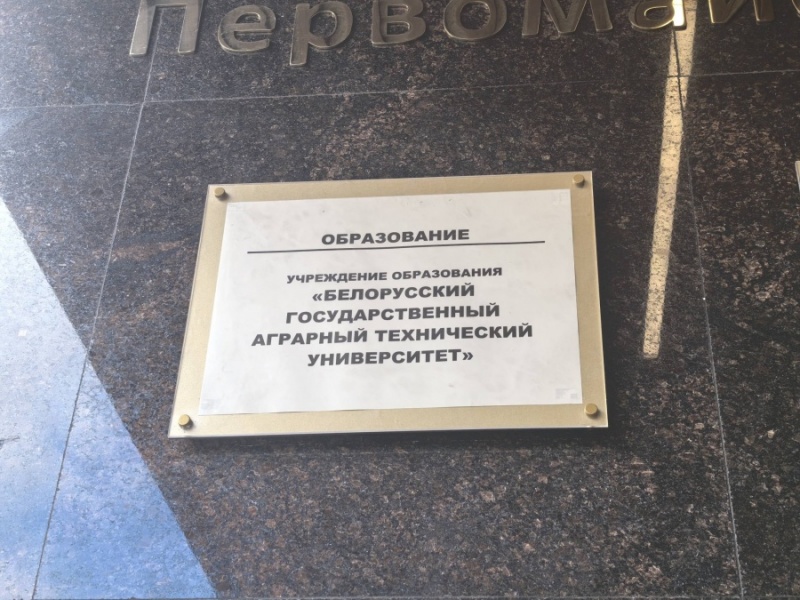 ОБРАЗОВАНИЕ
УЧРЕЖДЕНИЕ ОБРАЗОВАНИЯ
«БЕЛОРУССКИЙ
ГОСУДАРСТВЕННЫЙ
АГРАРНЫЙ ТЕХНИЧЕСКИЙ
УНИВЕРСИТЕТ»